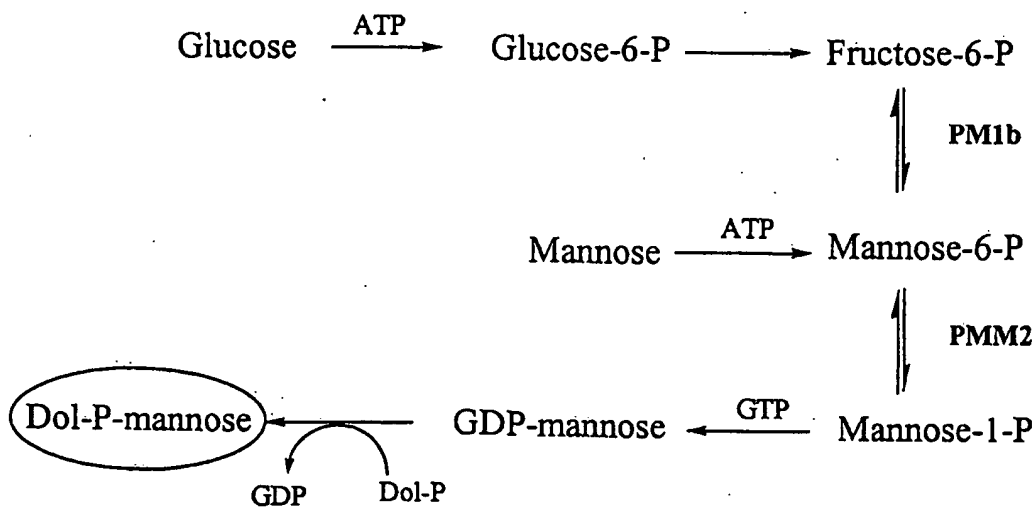 ATP
Glucose Glucose-6-P Fructose-6-P
PM1b
ATP
Mannose Mannose-6-P
PMM2
GTP
Dol-P-mannose GDP-mannose Mannose-1-P
GDP Dol-P